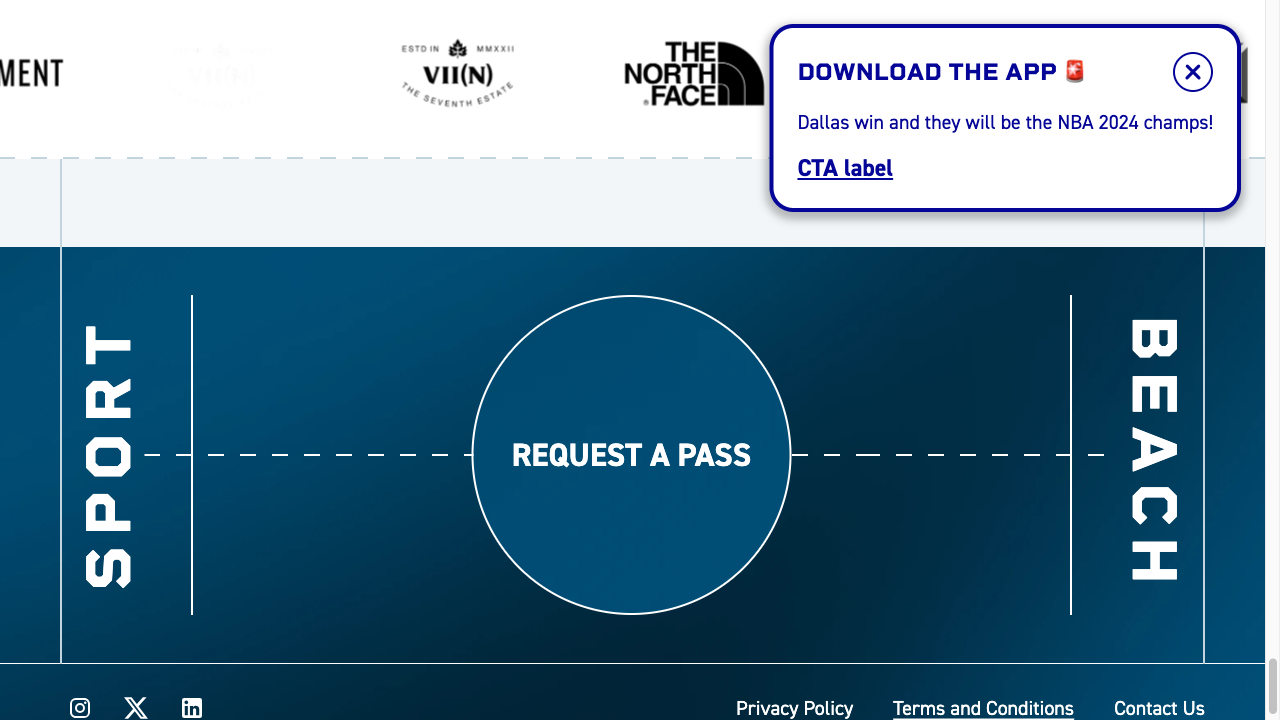 MENT
ESTD IN MMXXII
VII(N)
THE SEVENTH ESTATE
THE
NORTH
FACE
DOWNLOAD THE APP 🚨
Dallas win and they will be the NBA 2024 champs!
CTA label
SPORT
REQUEST A PASS
BEACH
Privacy Policy
Terms and Conditions
Contact Us